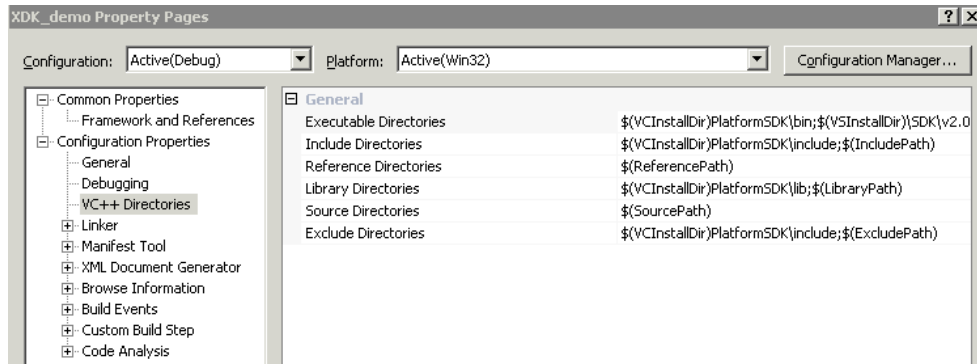 XDK_demo Property Pages
Configuration: Active(Debug) Platform: Active(Win32) Configuration Manager...
Common Properties
Framework and References
Configuration Properties
General
Debugging
VC++ Directories
Linker
Manifest Tool
XML Document Generator
Browse Information
Build Events
Custom Build Step
Code Analysis
General
Executable Directories $(VCInstallDir)PlatformSDK\bin;$(VSInstallDir)\SDK\v2.0
Include Directories $(VCInstallDir)PlatformSDK\include;$(IncludePath)
Reference Directories $(ReferencePath)
Library Directories $(VCInstallDir)PlatformSDK\lib;$(LibraryPath)
Source Directories $(SourcePath)
Exclude Directories $(VCInstallDir)PlatformSDK\include;$(ExcludePath)